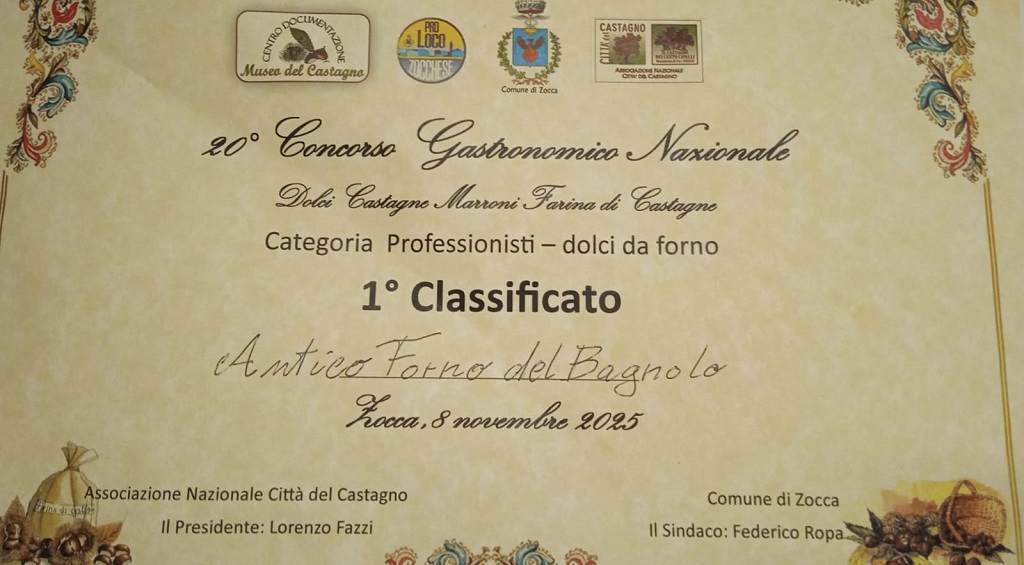 CENTRO DOCUMENTAZIONE
Museo del Castagno
PRO
LOCO
ZOCCHESE
Comune di Zocca
CITTÀ del
CASTAGNO
ASSOCIAZIONE NAZIONALE
CITTA' DEL CASTAGNO
20° Concorso Gastronomico Nazionale
Dolci Castagne Marroni Farina di Castagne
Categoria Professionisti – dolci da forno
1° Classificato
Antico Forno del Bagnolo
Zocca, 8 novembre 2025
Associazione Nazionale Città del Castagno
Il Presidente: Lorenzo Fazzi
Comune di Zocca
Il Sindaco: Federico Ropa